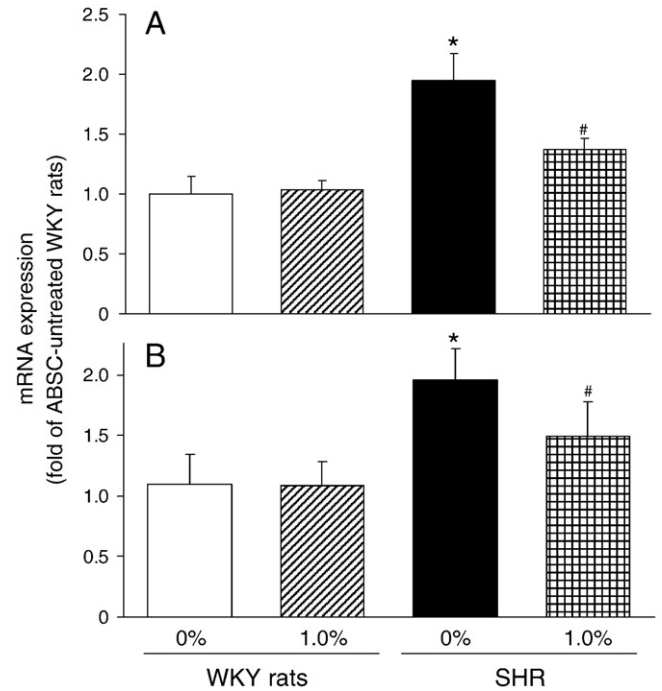 mRNA expression
(fold of ABSC-untreated WKY rats)
A
2.5
2.0
1.5
1.0
0.5
0
*
#
B
2.0
1.5
1.0
0.5
0
*
#
0% 1.0% 0% 1.0%
WKY rats SHR